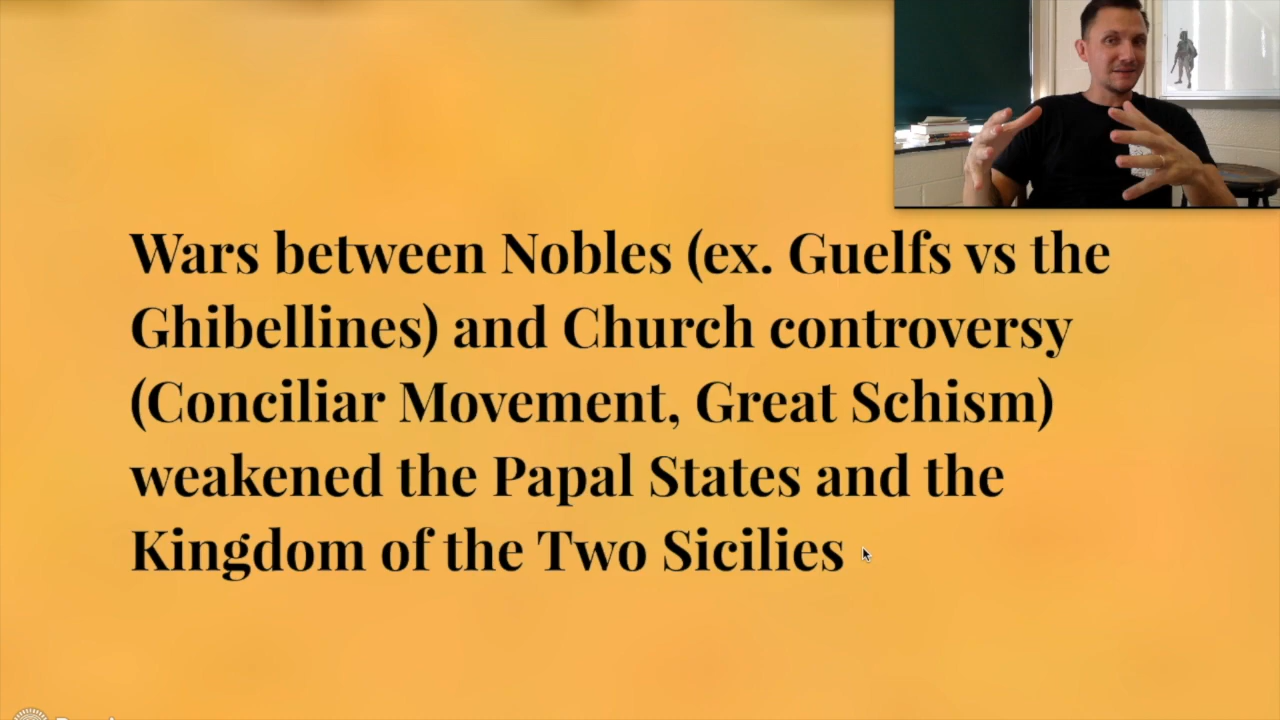 Wars between Nobles (ex. Guelfs vs the
Ghibellines) and Church controversy
(Conciliar Movement, Great Schism)
weakened the Papal States and the
Kingdom of the Two Sicilies